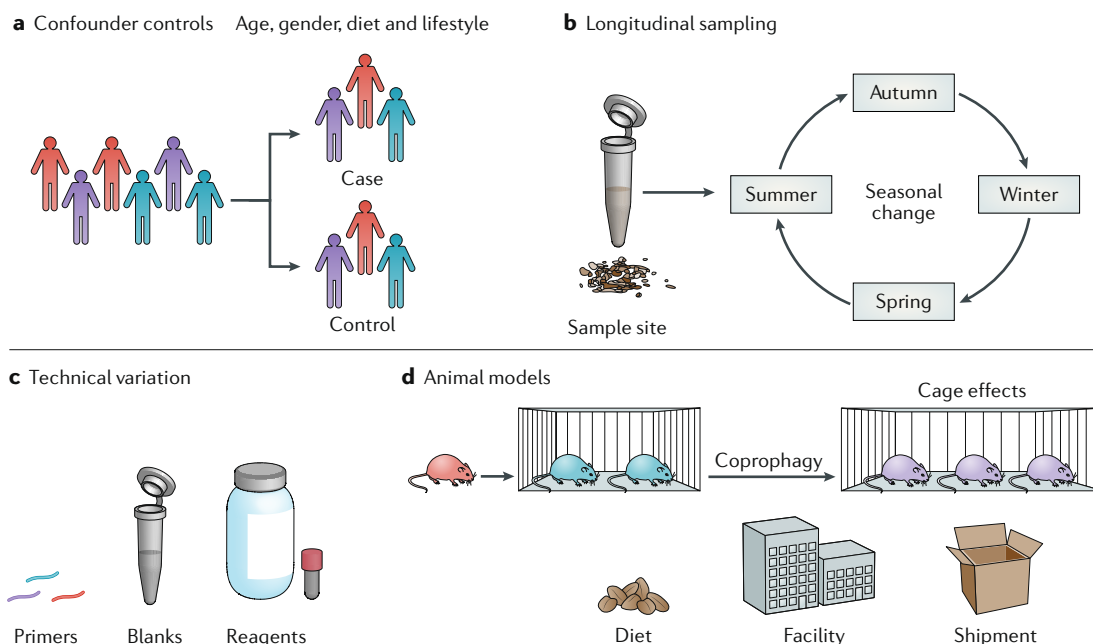 a Confounder controls
Age, gender, diet and lifestyle
Case
Control
b Longitudinal sampling
Sample site
Autumn
Summer
Seasonal
change
Winter
Spring
c Technical variation
Primers
Blanks
Reagents
d Animal models
Cage effects
Coprophagy
Diet
Facility
Shipment